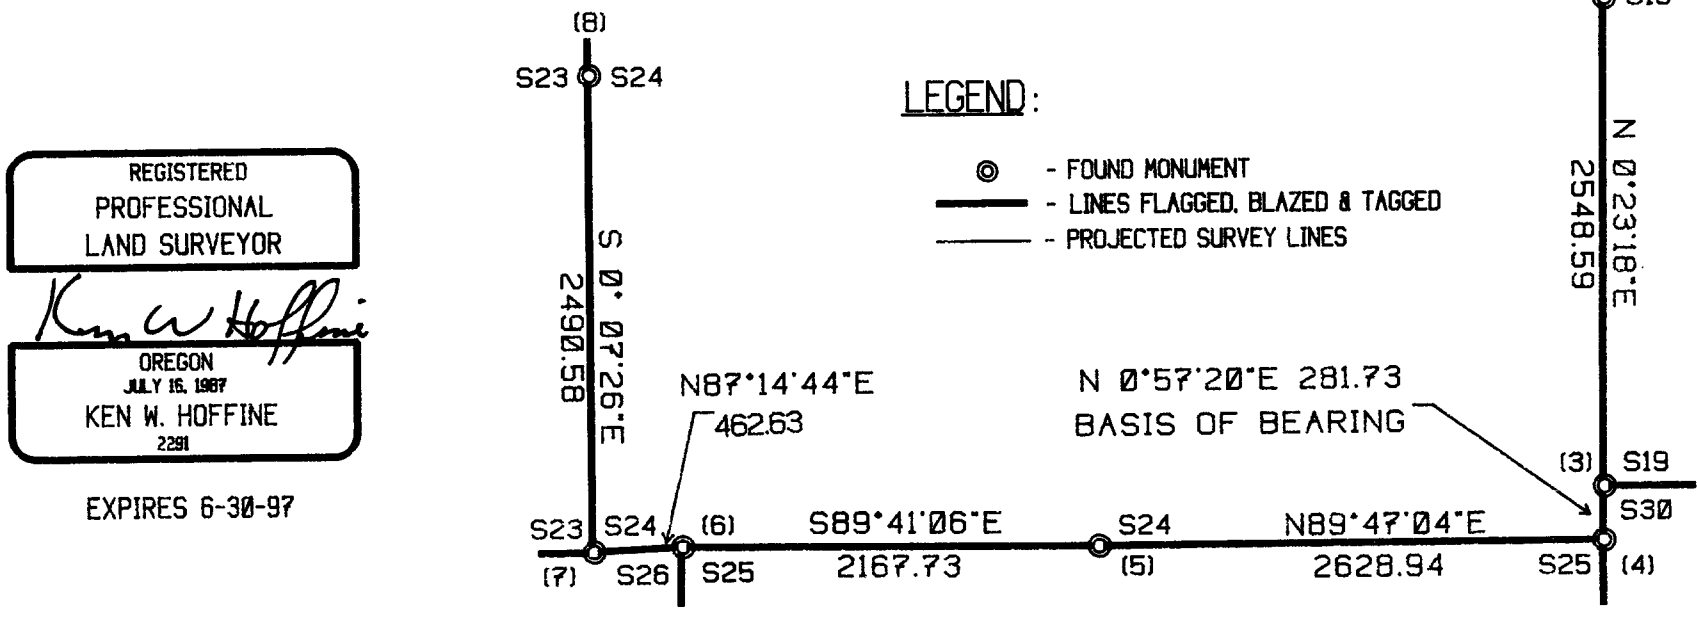 REGISTERED
PROFESSIONAL
LAND SURVEYOR
Ken W Hoffine
OREGON
JULY 15, 1987
KEN W. HOFFINE
2291
EXPIRES 6-30-97
(8)
S23
S24
S 0° 07'26"E
2490.58
LEGEND:
- FOUND MONUMENT
- LINES FLAGGED, BLAZED & TAGGED
- PROJECTED SURVEY LINES
N 0°23'18"E
2548.59
N87°14'44"E
462.63
N 0°57'20"E 281.73
BASIS OF BEARING
(3)
S19
S30
S23
S24
(6)
S89°41'06"E
S24
N89°47'04"E
(7)
S26
S25
2167.73
(5)
2628.94
S25
(4)